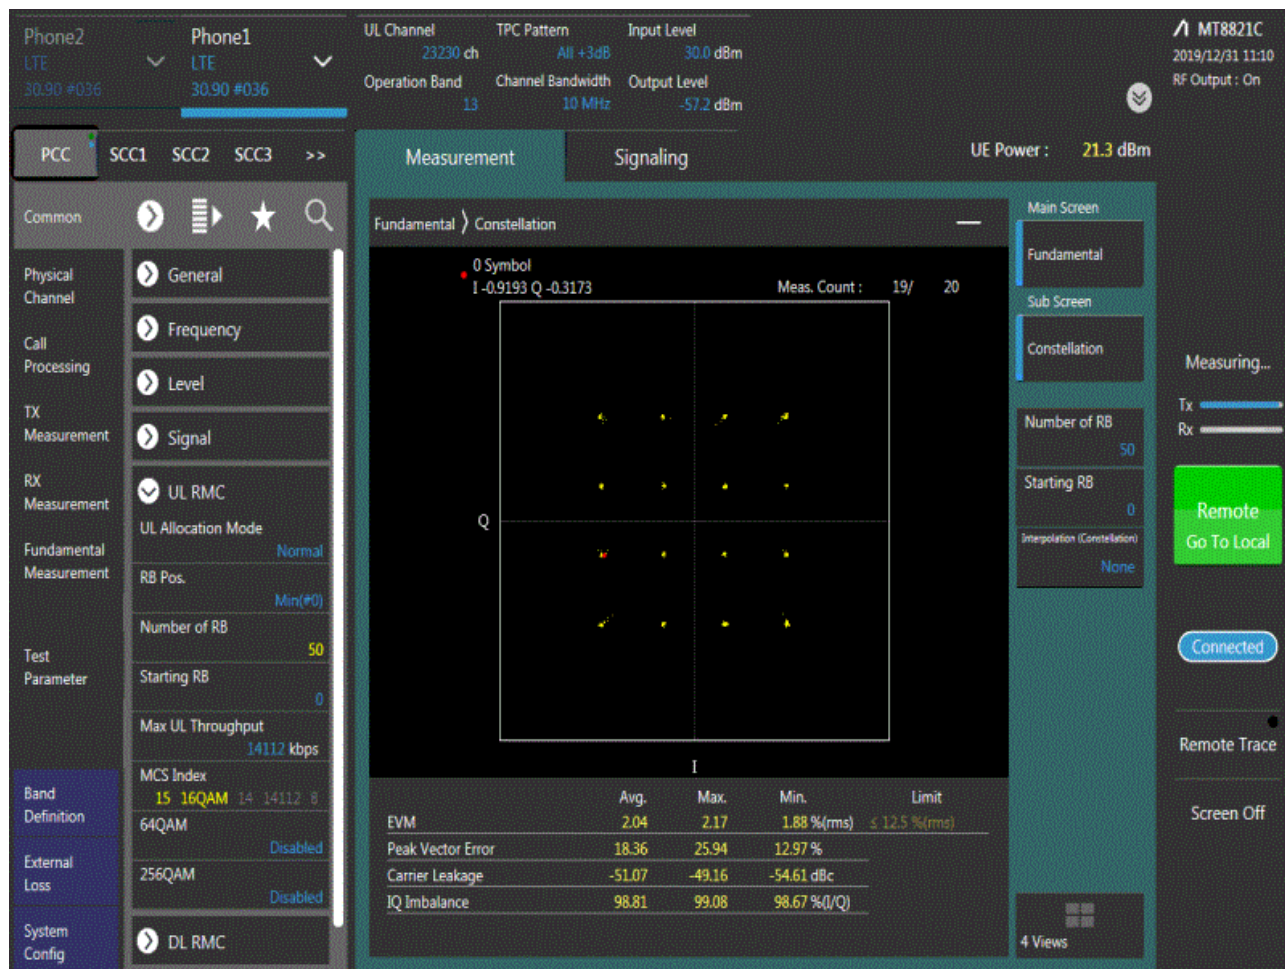 Phone2
LTE
30.90 #036
Phone1
LTE
30.90 #036
UL Channel
23230 ch
TPC Pattern
All +3dB
Input Level
30.0 dBm
Operation Band
13
Channel Bandwidth
10 MHz
Output Level
-57.2 dBm
MT8821C
2019/12/31 11:10
RF Output : On
PCC SCC1 SCC2 SCC3 >>
Measurement Signaling
UE Power : 21.3 dBm
Common
Physical
Channel
Call
Processing
TX
Measurement
RX
Measurement
Fundamental
Measurement
Test
Parameter
Band
Definition
External
Loss
System
Config
General
Frequency
Level
Signal
UL RMC
UL Allocation Mode
Normal
RB Pos.
Min(#0)
Number of RB
50
Starting RB
0
Max UL Throughput
14112 kbps
MCS Index
15 16QAM 14 14112 8
64QAM
Disabled
256QAM
Disabled
DL RMC
Fundamental 〉 Constellation
0 Symbol
I -0.9193 Q -0.3173
Meas. Count : 19/ 20
Q
I
Avg. Max. Min. Limit
EVM 2.04 2.17 1.88 %(rms) ≤ 12.5 %(rms)
Peak Vector Error 18.36 25.94 12.97 %
Carrier Leakage -51.07 -49.16 -54.61 dBc
IQ Imbalance 98.81 99.08 98.67 %(I/Q)
Main Screen
Fundamental
Sub Screen
Constellation
Number of RB
50
Starting RB
0
Interpolation (Constellation)
None
4 Views
Measuring...
Tx
Rx
Remote
Go To Local
Connected
Remote Trace
Screen Off